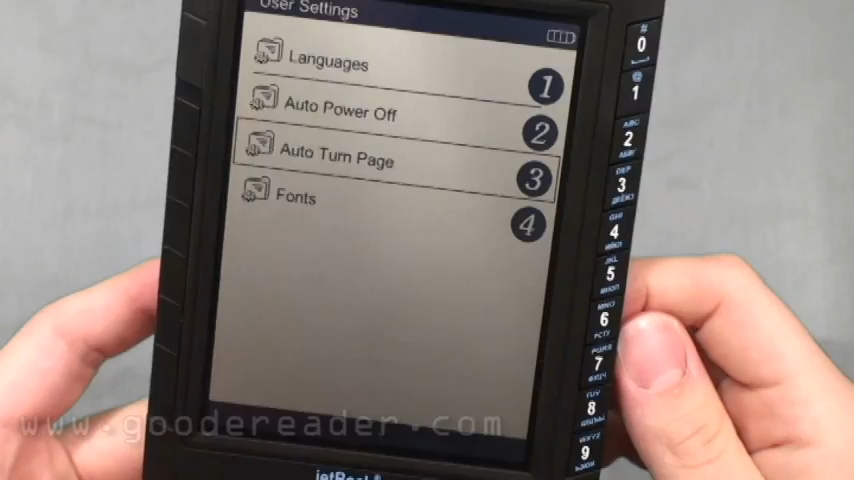 User Settings
Languages
1
Auto Power Off
2
Auto Turn Page
3
Fonts
4
0
1
ABC
2
DEF
3
GHI
4
JKL
5
MNO
6
7
TUV
8
WXYZ
9
www.goodereader.com